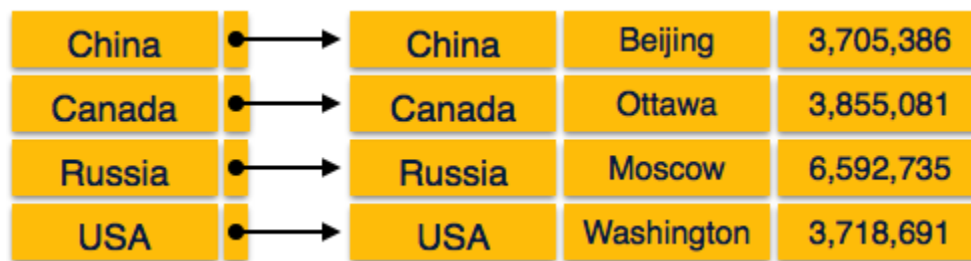 China China Beijing 3,705,386
Canada Canada Ottawa 3,855,081
Russia Russia Moscow 6,592,735
USA USA Washington 3,718,691